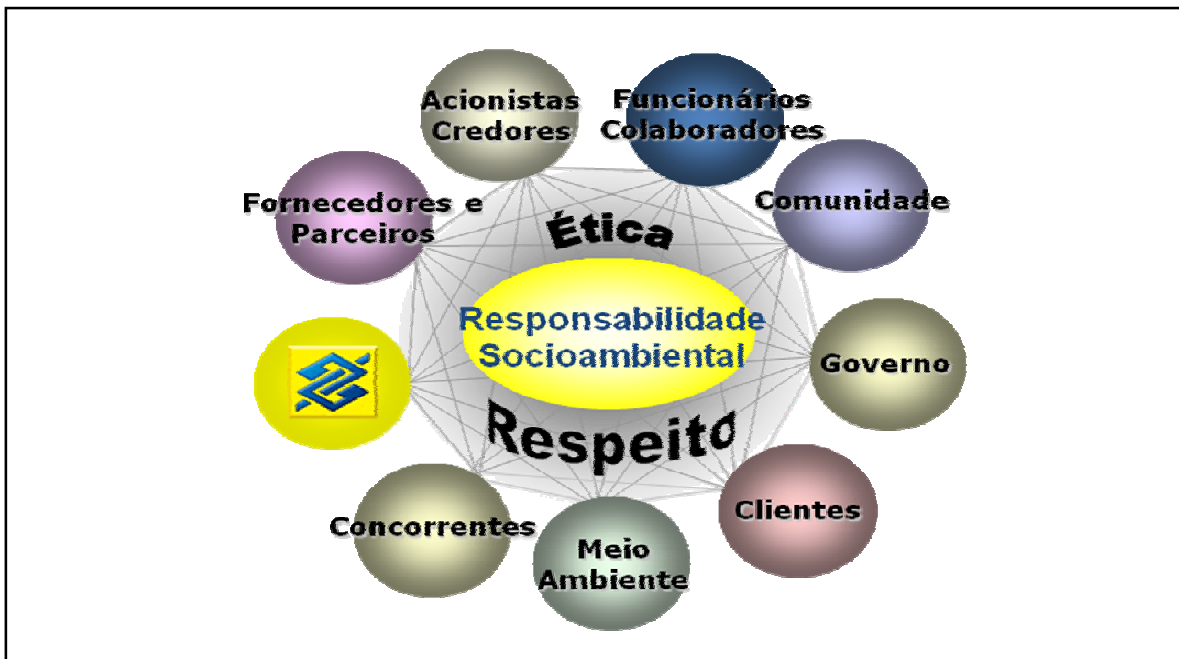 Acionistas
Credores
Funcionários
Colaboradores
Fornecedores e
Parceiros
Comunidade
Ética
Responsabilidade
Socioambiental
Governo
Respeito
Concorrentes
Clientes
Meio
Ambiente